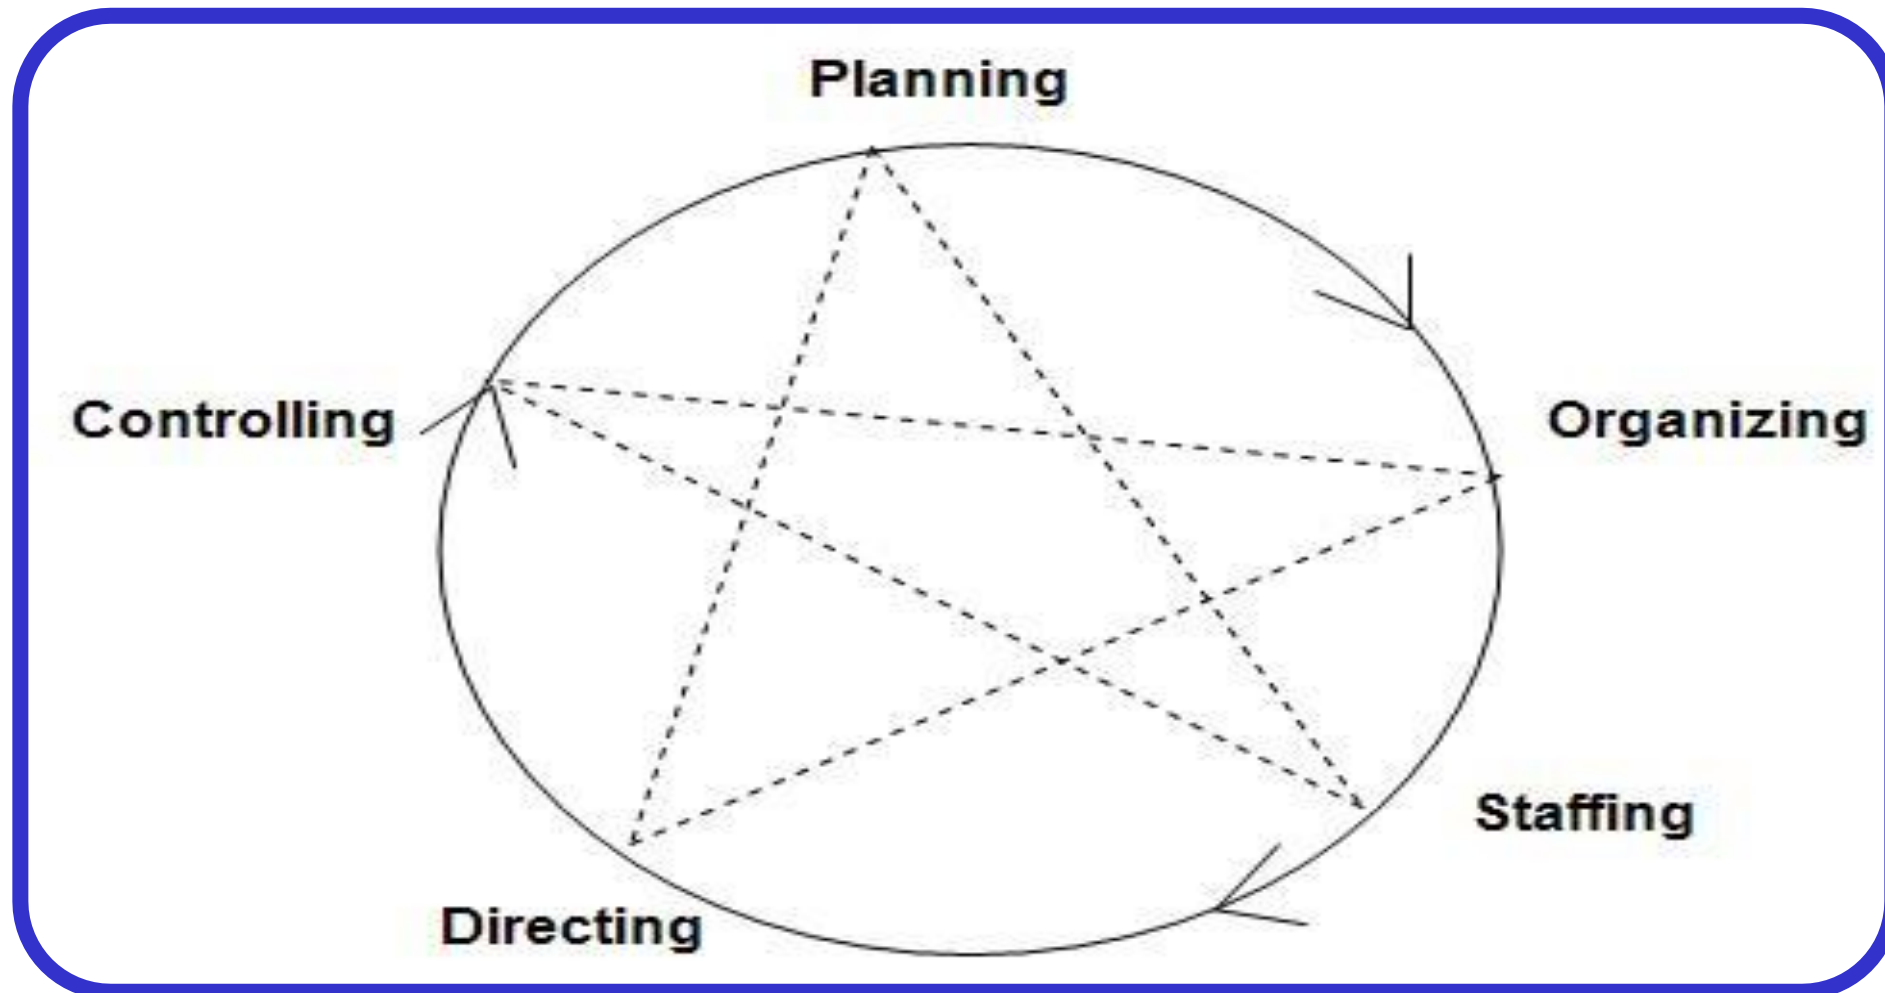 Planning
Controlling
Organizing
Staffing
Directing